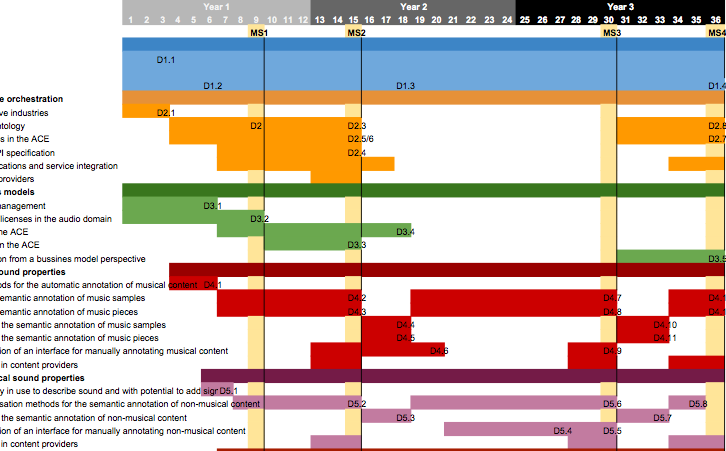 Year 1 Year 2 Year 3
1 2 3 4 5 6 7 8 9 10 11 12 13 14 15 16 17 18 19 20 21 22 23 24 25 26 27 28 29 30 31 32 33 34 35 36
MS1 MS2 MS3 MS4
D1.1
D1.2 D1.3 D1.4
e orchestration
ve industries D2.1
ntology D2 D2.3 D2.8
s in the ACE D2.5/6 D2.7
PI specification D2.4
cations and service integration
providers
s models
management D3.1
licenses in the audio domain D3.2
he ACE D3.4
n the ACE D3.3
on from a bussines model perspective D3.5
ound properties
ods for the automatic annotation of musical content D4.1
emantic annotation of music samples D4.2 D4.7 D4.1
emantic annotation of music pieces D4.3 D4.8 D4.1
the semantic annotation of music samples D4.4 D4.10
the semantic annotation of music pieces D4.5 D4.11
ion of an interface for manually annotating musical content D4.6 D4.9
in content providers
cal sound properties
y in use to describe sound and with potential to add sign D5.1
isation methods for the semantic annotation of non-musical content D5.2 D5.6 D5.8
the semantic annotation of non-musical content D5.3 D5.7
ion of an interface for manually annotating non-musical content D5.4 D5.5
in content providers